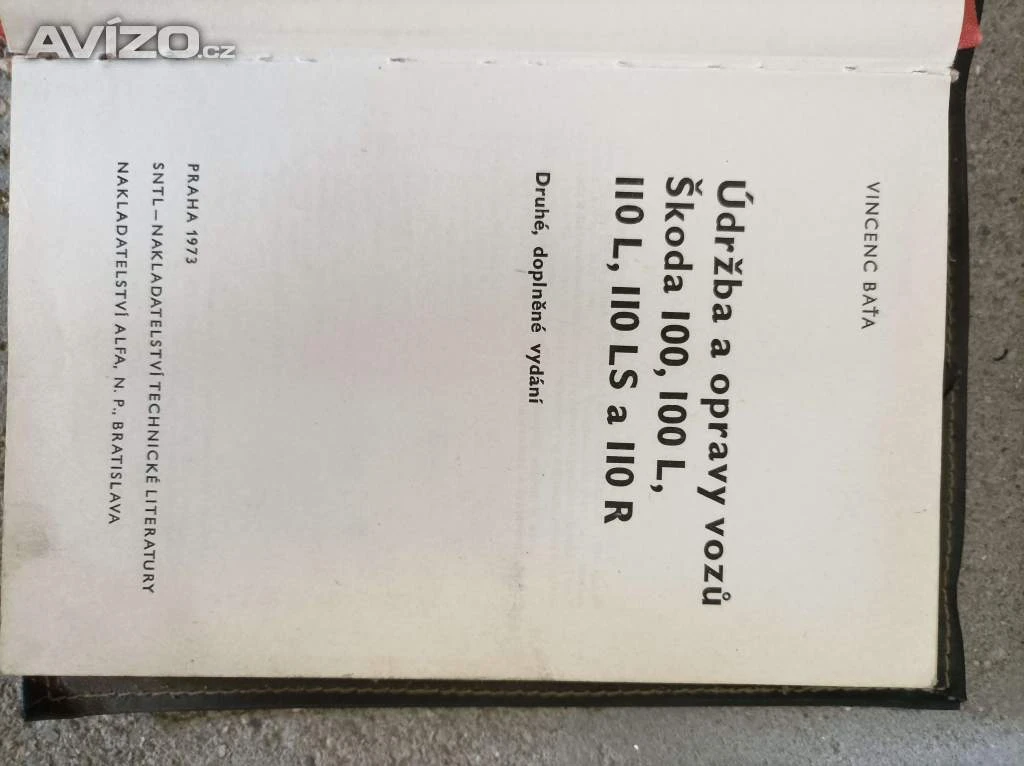 AVÍZO.cz
VINCENC BAŤA
Údržba a opravy vozů
Škoda 100, 100 L,
110 L, 110 LS a 110 R
Druhé, doplněné vydání
PRAHA 1973
SNTL—NAKLADATELSTVÍ TECHNICKÉ LITERATURY
NAKLADATELSTVÍ ALFA, N. P., BRATISLAVA